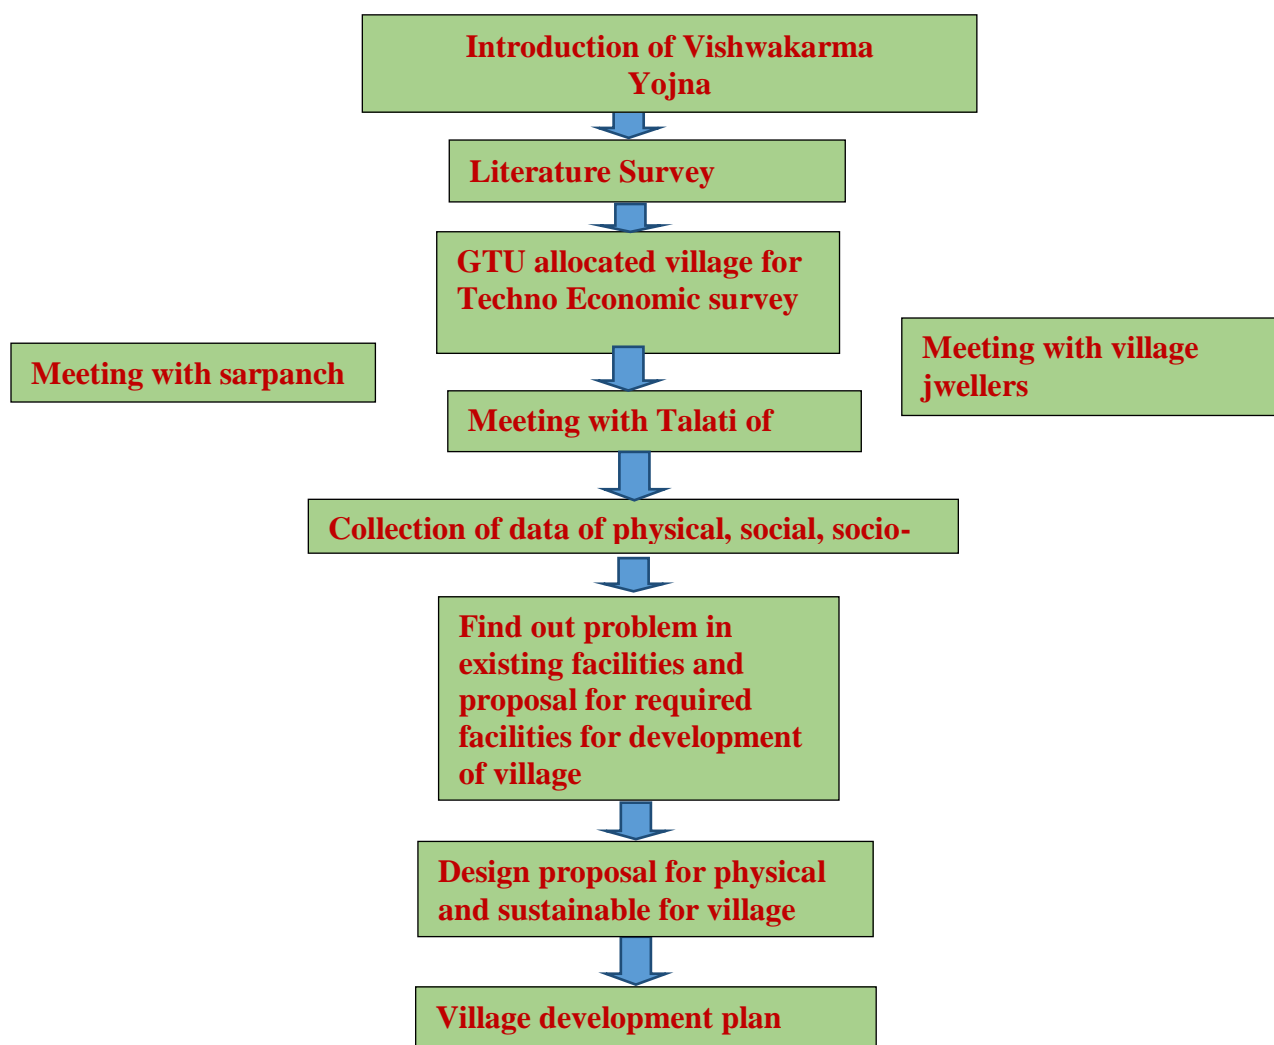 Introduction of Vishwakarma
Yojna
Literature Survey
GTU allocated village for
Techno Economic survey
Meeting with sarpanch
Meeting with village
jwellers
Meeting with Talati of
Collection of data of physical, social, socio-
Find out problem in
existing facilities and
proposal for required
facilities for development
of village
Design proposal for physical
and sustainable for village
Village development plan